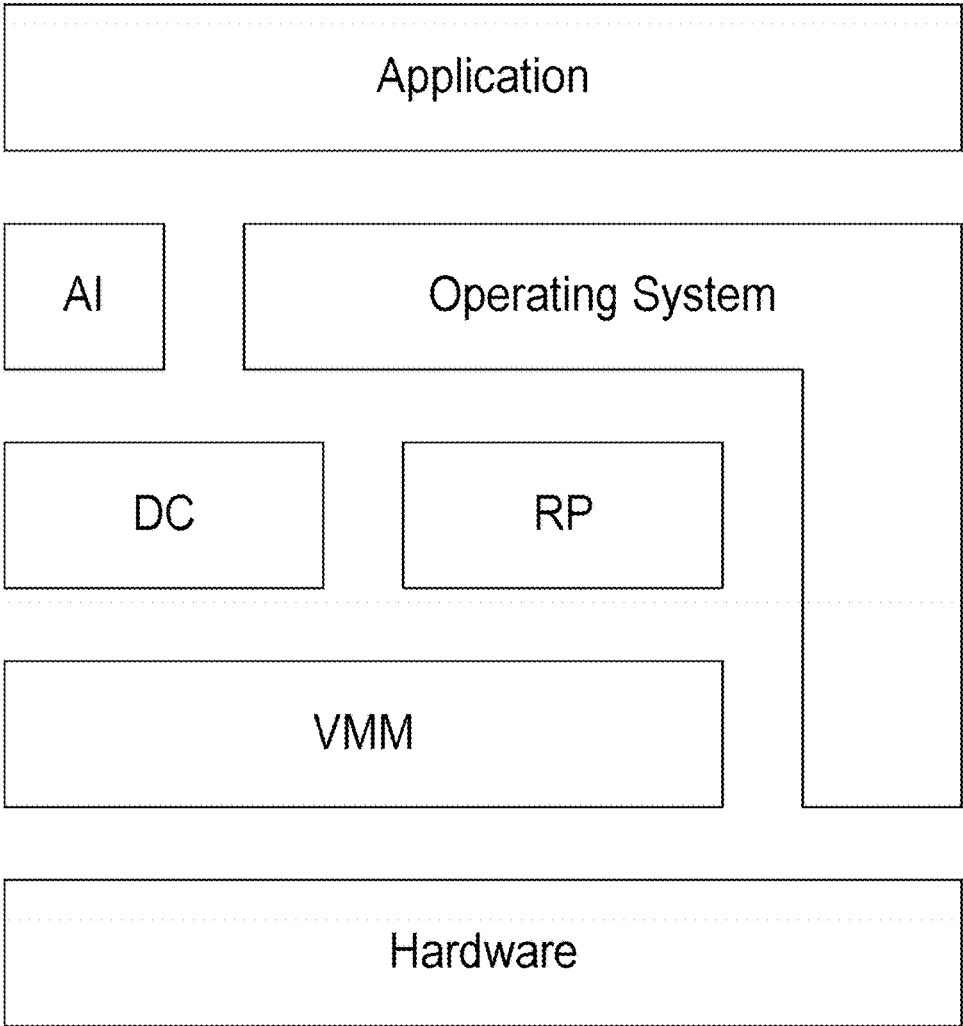 Application
AI
Operating System
DC
RP
VMM
Hardware